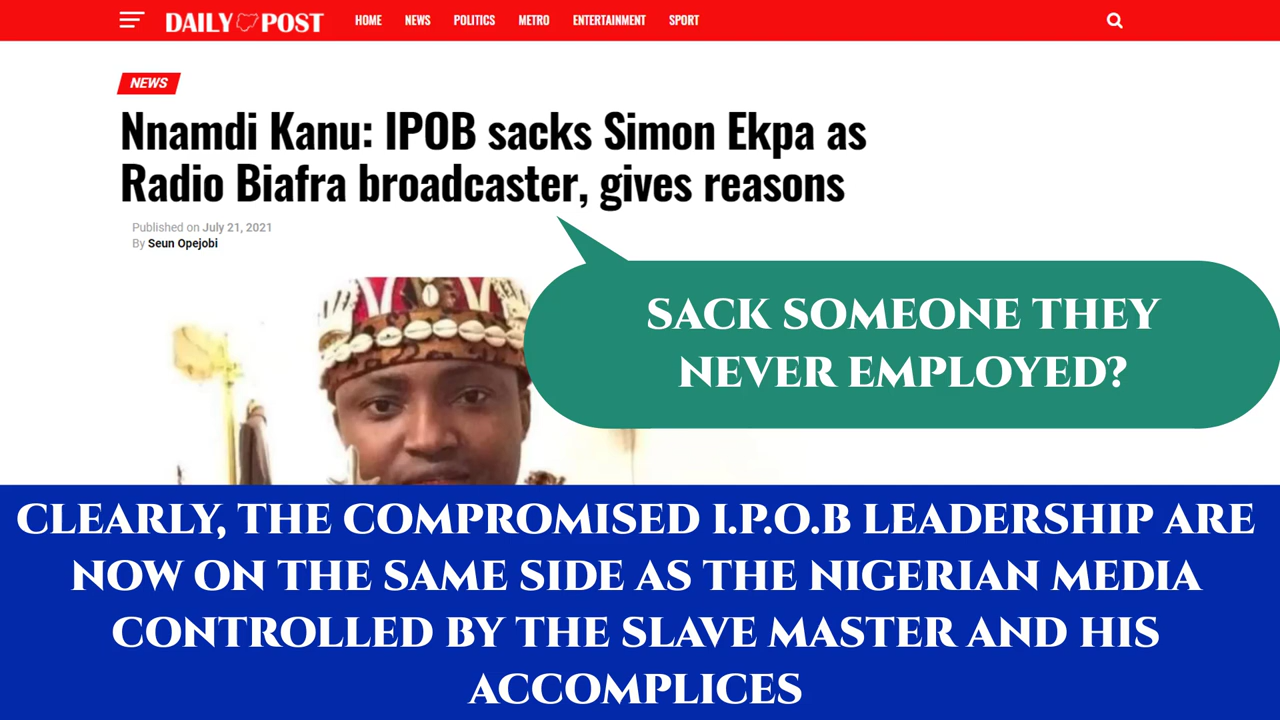 DAILY POST HOME NEWS POLITICS METRO ENTERTAINMENT SPORT
NEWS
Nnamdi Kanu: IPOB sacks Simon Ekpa as
Radio Biafra broadcaster, gives reasons
Published on July 21, 2021
By Seun Opejobi
SACK SOMEONE THEY
NEVER EMPLOYED?
CLEARLY, THE COMPROMISED I.P.O.B LEADERSHIP ARE
NOW ON THE SAME SIDE AS THE NIGERIAN MEDIA
CONTROLLED BY THE SLAVE MASTER AND HIS
ACCOMPLICES